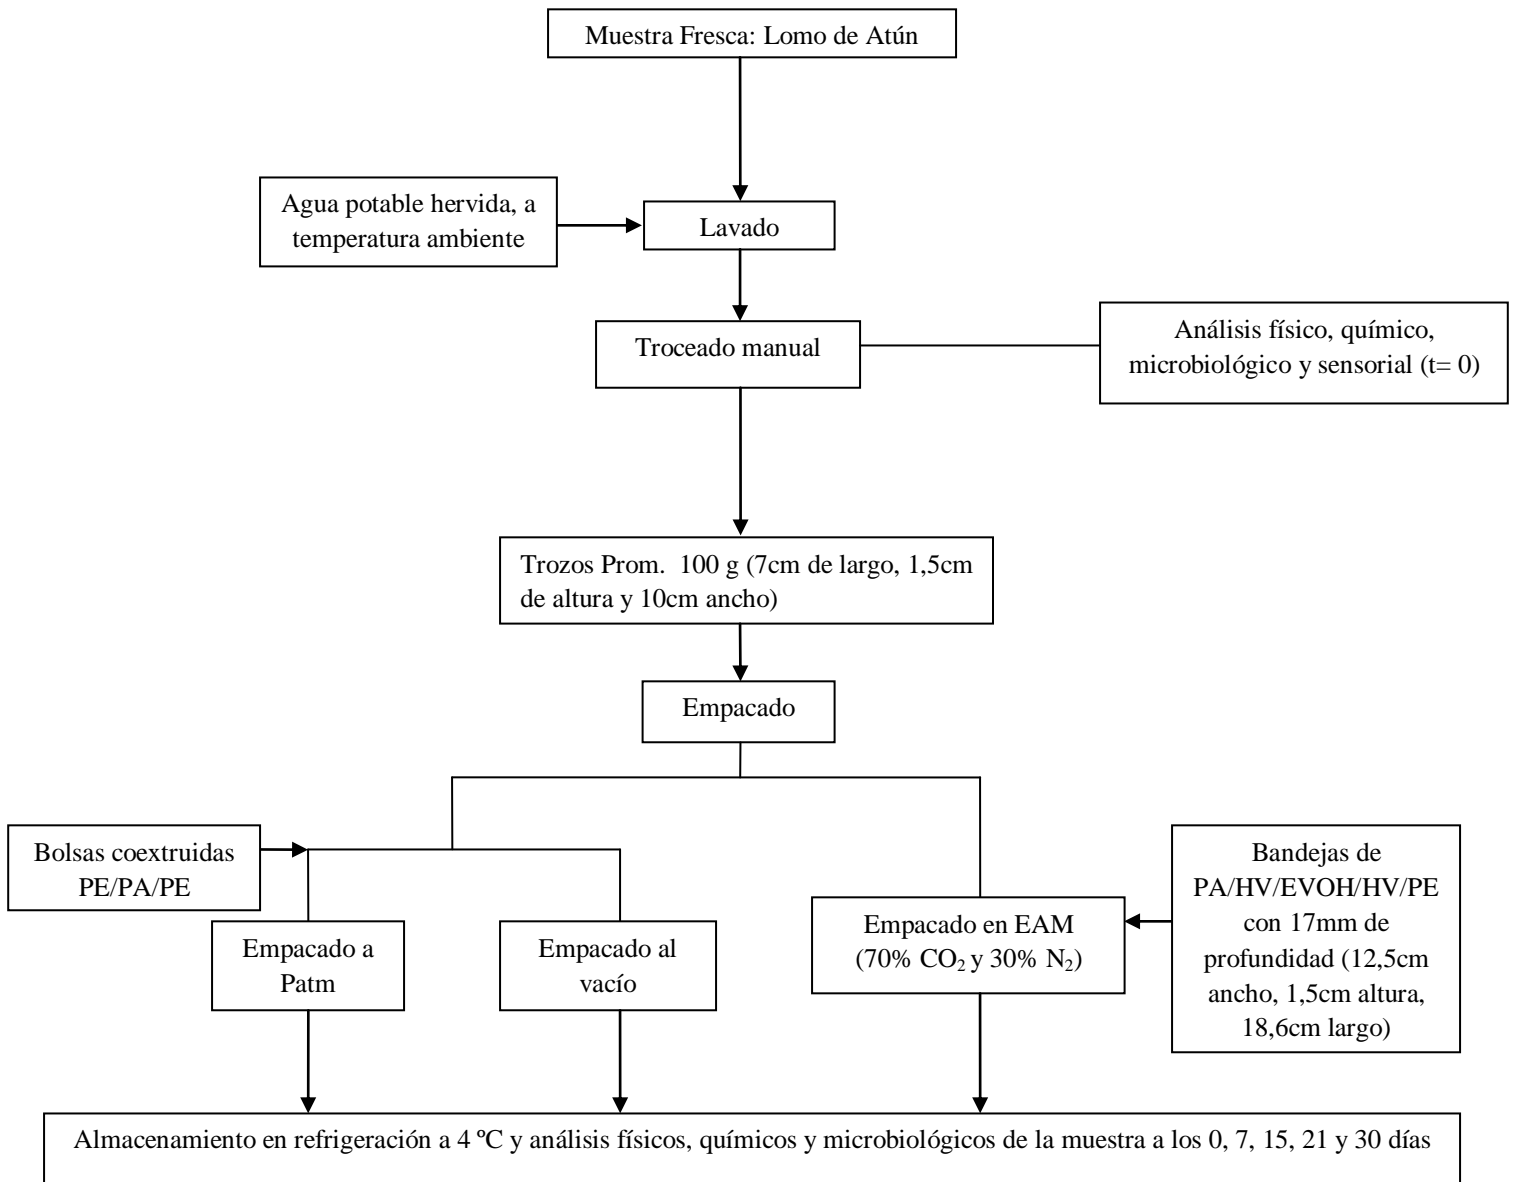 Muestra Fresca: Lomo de Atún
Agua potable hervida, a
temperatura ambiente
Lavado
Troceado manual
Análisis físico, químico,
microbiológico y sensorial (t= 0)
Trozos Prom.  100 g (7cm de largo, 1,5cm
de altura y 10cm ancho)
Empacado
Bolsas coextruidas
PE/PA/PE
Empacado a
Patm
Empacado al
vacío
Empacado en EAM
(70% CO₂ y 30% N₂)
Bandejas de
PA/HV/EVOH/HV/PE
con 17mm de
profundidad (12,5cm
ancho, 1,5cm altura,
18,6cm largo)
Almacenamiento en refrigeración a 4 ºC y análisis físicos, químicos y microbiológicos de la muestra a los 0, 7, 15, 21 y 30 días